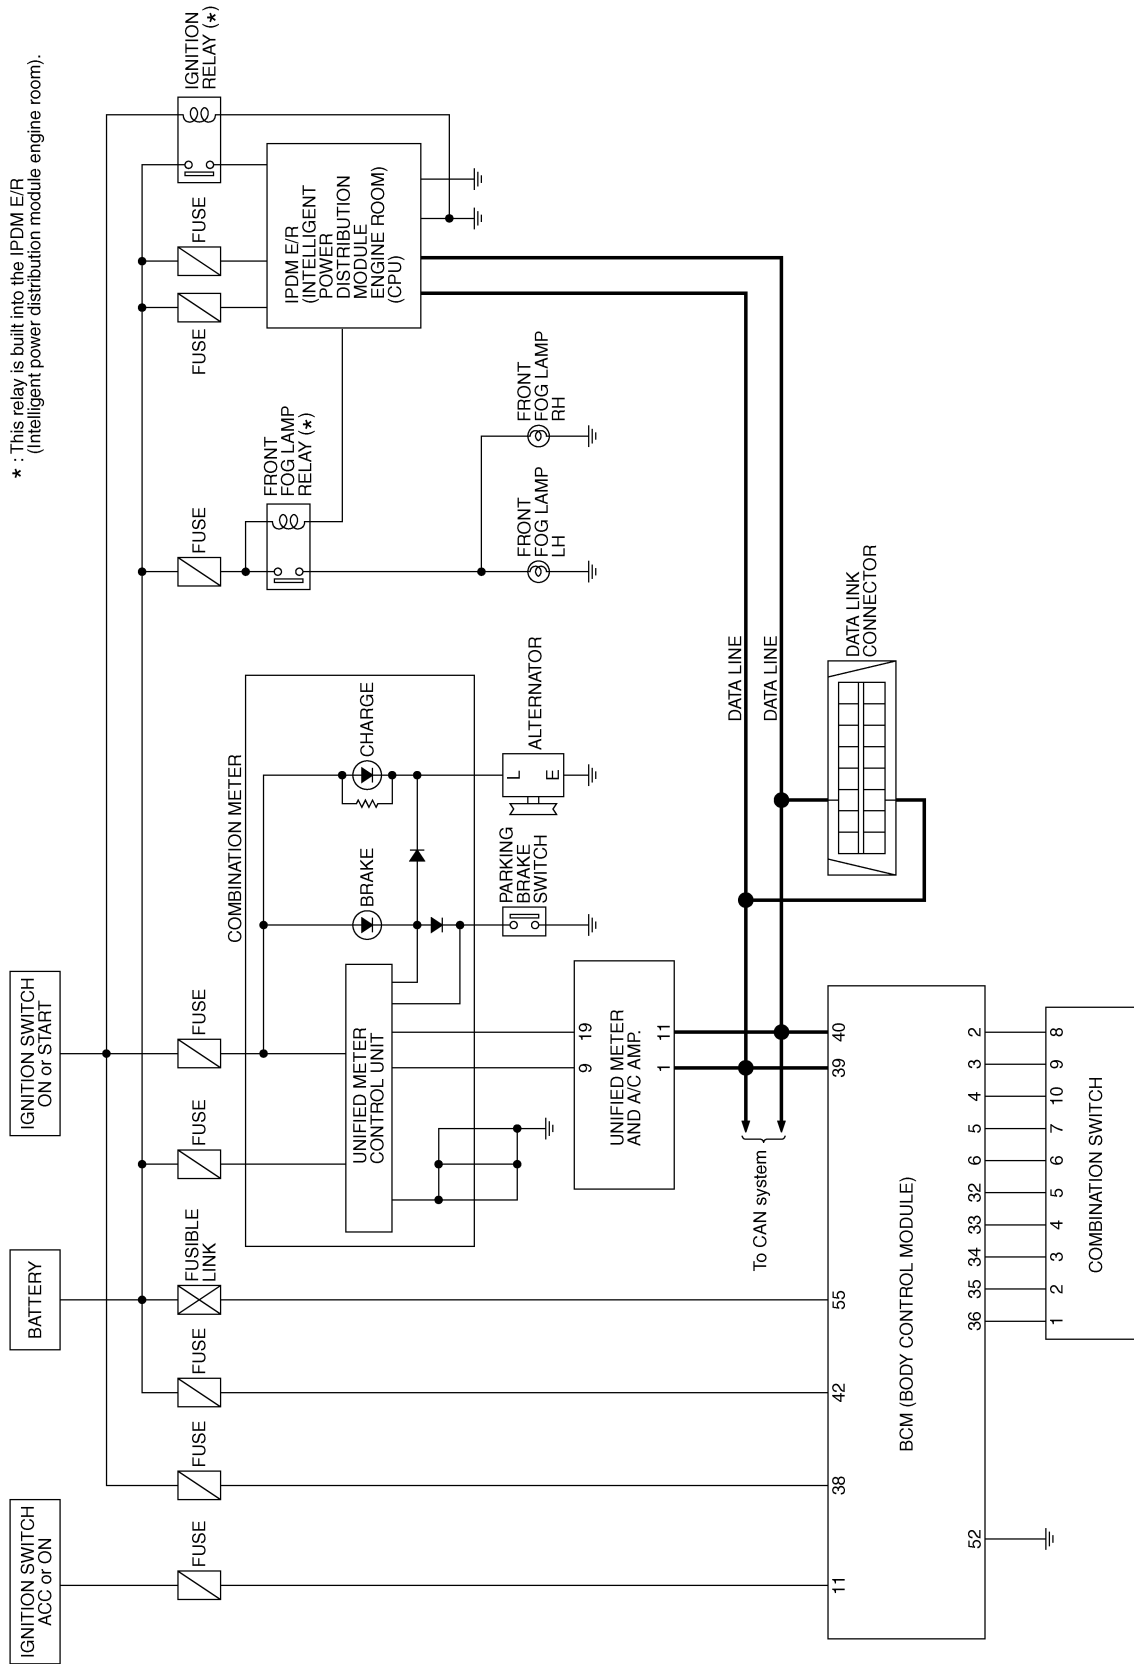 IGNITION SWITCH
ACC or ON
BATTERY
IGNITION SWITCH
ON or START
* : This relay is built into the IPDM E/R
(Intelligent power distribution module engine room).
FUSE
FUSE
FUSE
FUSIBLE
LINK
FUSE
FUSE
FUSE
FUSE
FUSE
IGNITION
RELAY (*)
COMBINATION METER
UNIFIED METER
CONTROL UNIT
BRAKE
CHARGE
FRONT
FOG LAMP
RELAY (*)
IPDM E/R
(INTELLIGENT
POWER
DISTRIBUTION
MODULE
ENGINE ROOM)
(CPU)
PARKING
BRAKE
SWITCH
L
E
ALTERNATOR
FRONT
FOG LAMP
LH
FRONT
FOG LAMP
RH
9 19
UNIFIED METER
AND A/C AMP.
1 11
DATA LINE
DATA LINE
To CAN system
DATA LINK
CONNECTOR
11 38 42 55 39 40
BCM (BODY CONTROL MODULE)
52 36 35 34 33 32 6 5 4 3 2
1 2 3 4 5 6 7 10 9 8
COMBINATION SWITCH